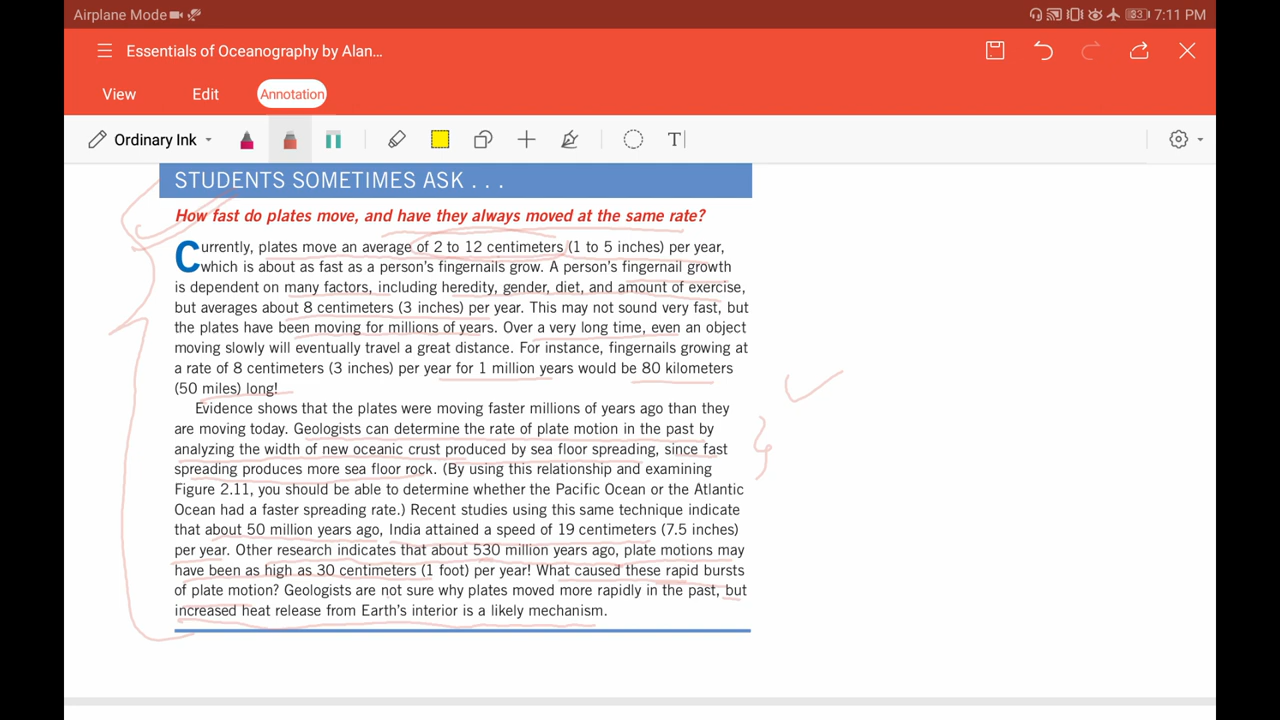 Airplane Mode 33 7:11 PM
Essentials of Oceanography by Alan...
View Edit Annotation
Ordinary Ink T
STUDENTS SOMETIMES ASK . . .
How fast do plates move, and have they always moved at the same rate?
Currently, plates move an average of 2 to 12 centimeters (1 to 5 inches) per year,
which is about as fast as a person's fingernails grow. A person's fingernail growth
is dependent on many factors, including heredity, gender, diet, and amount of exercise,
but averages about 8 centimeters (3 inches) per year. This may not sound very fast, but
the plates have been moving for millions of years. Over a very long time, even an object
moving slowly will eventually travel a great distance. For instance, fingernails growing at
a rate of 8 centimeters (3 inches) per year for 1 million years would be 80 kilometers
(50 miles) long!
Evidence shows that the plates were moving faster millions of years ago than they
are moving today. Geologists can determine the rate of plate motion in the past by
analyzing the width of new oceanic crust produced by sea floor spreading, since fast
spreading produces more sea floor rock. (By using this relationship and examining
Figure 2.11, you should be able to determine whether the Pacific Ocean or the Atlantic
Ocean had a faster spreading rate.) Recent studies using this same technique indicate
that about 50 million years ago, India attained a speed of 19 centimeters (7.5 inches)
per year. Other research indicates that about 530 million years ago, plate motions may
have been as high as 30 centimeters (1 foot) per year! What caused these rapid bursts
of plate motion? Geologists are not sure why plates moved more rapidly in the past, but
increased heat release from Earth's interior is a likely mechanism.